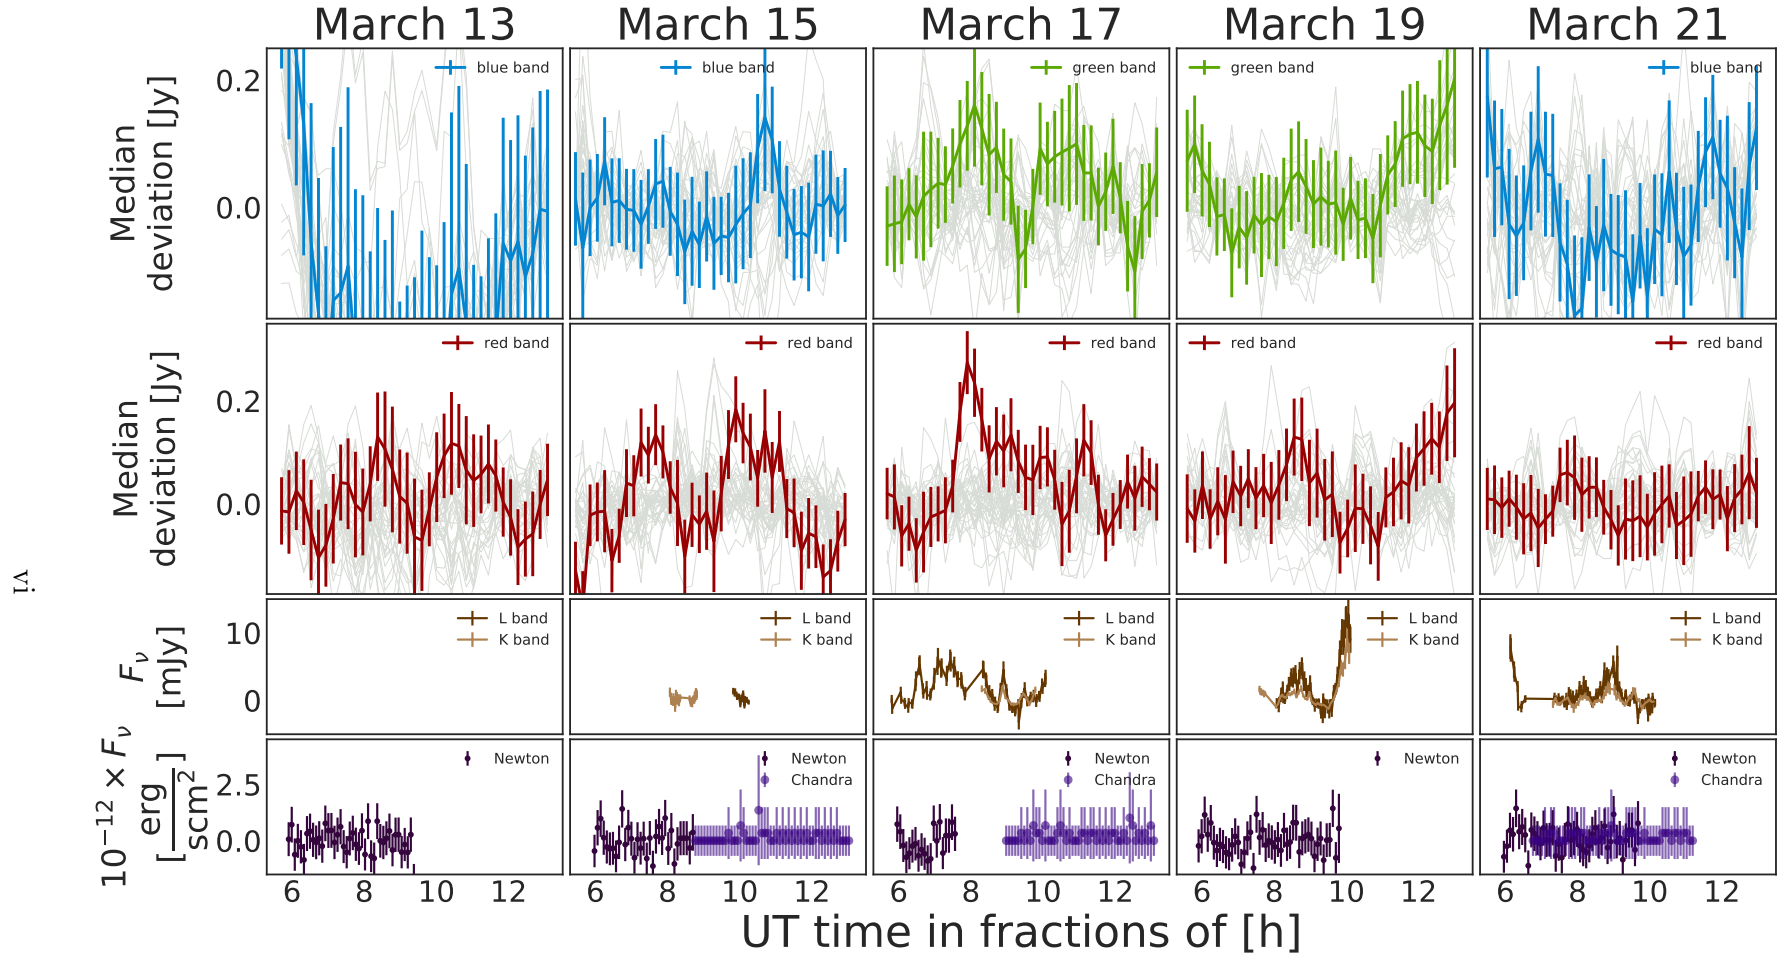 March 13 March 15 March 17 March 19 March 21
Median
deviation [Jy]
0.2
0.0
blue band
blue band
green band
green band
blue band
Median
deviation [Jy]
0.2
0.0
red band
red band
red band
red band
red band
F_ν
[mJy]
10
0
L band
K band
L band
K band
L band
K band
L band
K band
L band
K band
10^−12 × F_ν
[erg/scm^2]
2.5
0.0
Newton
Newton
Chandra
Newton
Chandra
Newton
Newton
Chandra
6 8 10 12 6 8 10 12 6 8 10 12 6 8 10 12 6 8 10 12
UT time in fractions of [h]
vi